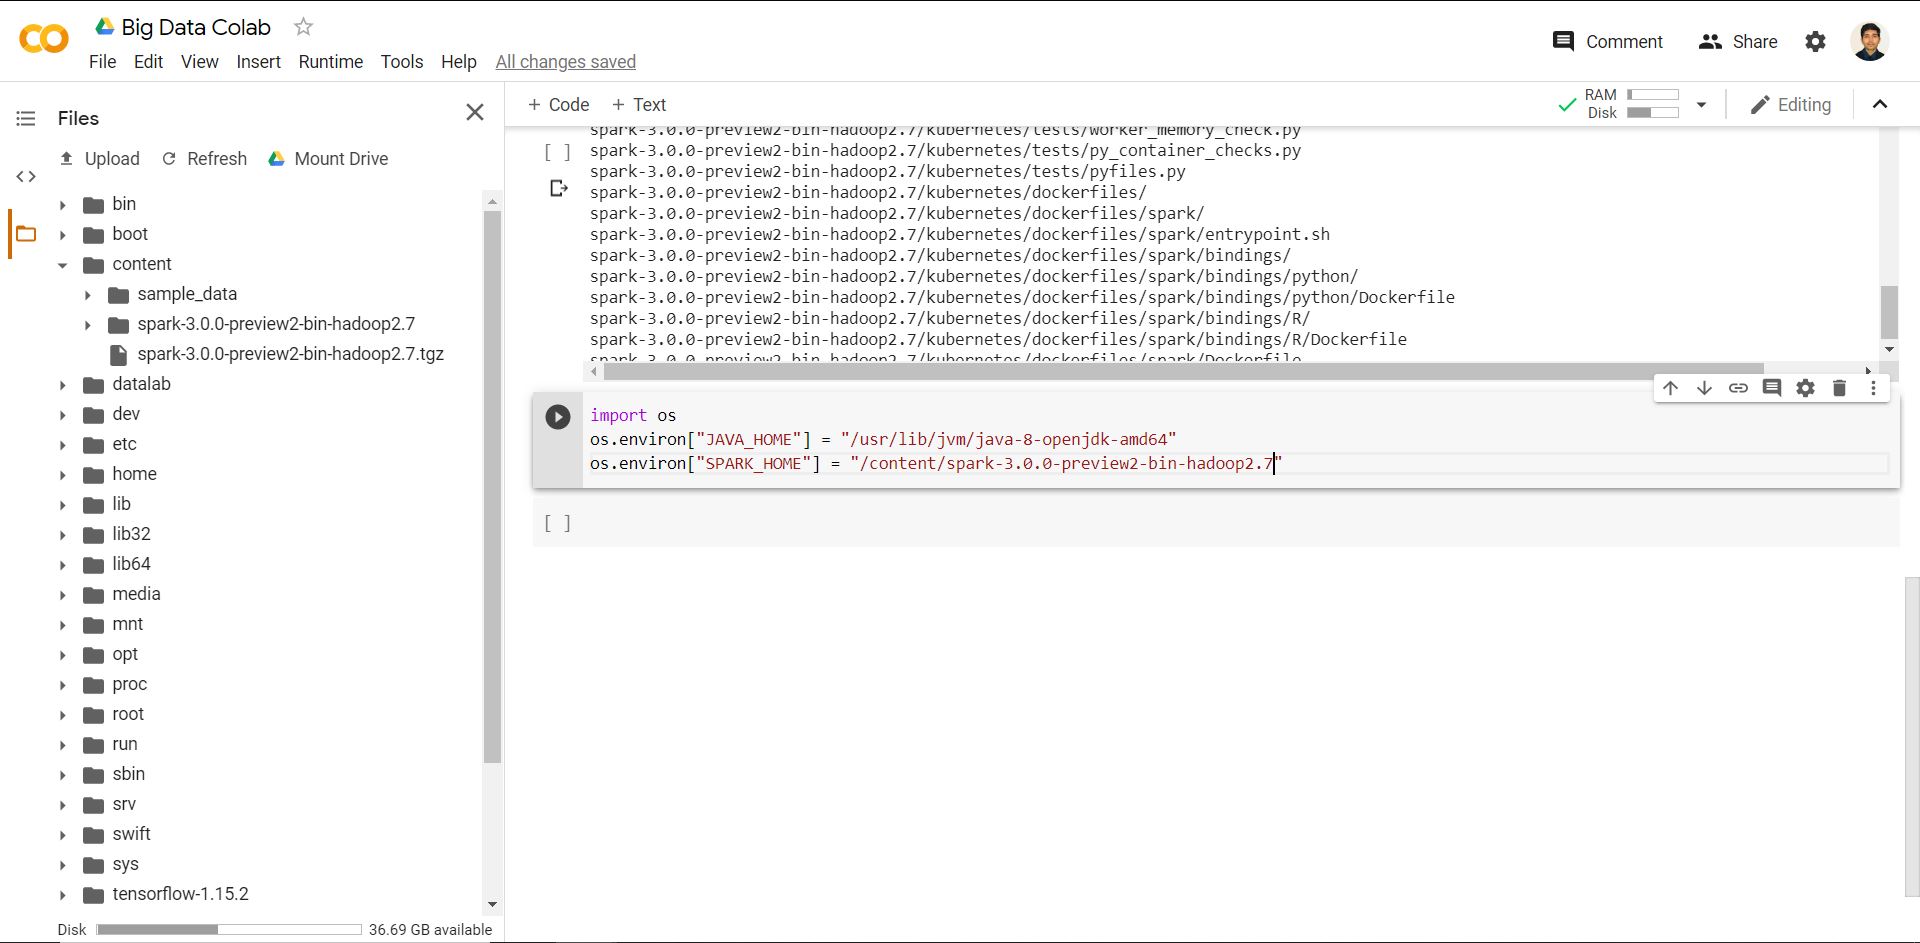 Big Data Colab
File Edit View Insert Runtime Tools Help All changes saved
Comment Share
Files
Upload Refresh Mount Drive
bin
boot
content
sample_data
spark-3.0.0-preview2-bin-hadoop2.7
spark-3.0.0-preview2-bin-hadoop2.7.tgz
datalab
dev
etc
home
lib
lib32
lib64
media
mnt
opt
proc
root
run
sbin
srv
swift
sys
tensorflow-1.15.2
Disk 36.69 GB available
+ Code + Text
RAM
Disk
Editing
spark-3.0.0-preview2-bin-hadoop2.7/kubernetes/tests/worker_memory_check.py
[ ] spark-3.0.0-preview2-bin-hadoop2.7/kubernetes/tests/py_container_checks.py
spark-3.0.0-preview2-bin-hadoop2.7/kubernetes/tests/pyfiles.py
spark-3.0.0-preview2-bin-hadoop2.7/kubernetes/dockerfiles/
spark-3.0.0-preview2-bin-hadoop2.7/kubernetes/dockerfiles/spark/
spark-3.0.0-preview2-bin-hadoop2.7/kubernetes/dockerfiles/spark/entrypoint.sh
spark-3.0.0-preview2-bin-hadoop2.7/kubernetes/dockerfiles/spark/bindings/
spark-3.0.0-preview2-bin-hadoop2.7/kubernetes/dockerfiles/spark/bindings/python/
spark-3.0.0-preview2-bin-hadoop2.7/kubernetes/dockerfiles/spark/bindings/python/Dockerfile
spark-3.0.0-preview2-bin-hadoop2.7/kubernetes/dockerfiles/spark/bindings/R/
spark-3.0.0-preview2-bin-hadoop2.7/kubernetes/dockerfiles/spark/bindings/R/Dockerfile
spark-3.0.0-preview2-bin-hadoop2.7/kubernetes/dockerfiles/spark/Dockerfile
import os
os.environ["JAVA_HOME"] = "/usr/lib/jvm/java-8-openjdk-amd64"
os.environ["SPARK_HOME"] = "/content/spark-3.0.0-preview2-bin-hadoop2.7"
[ ]